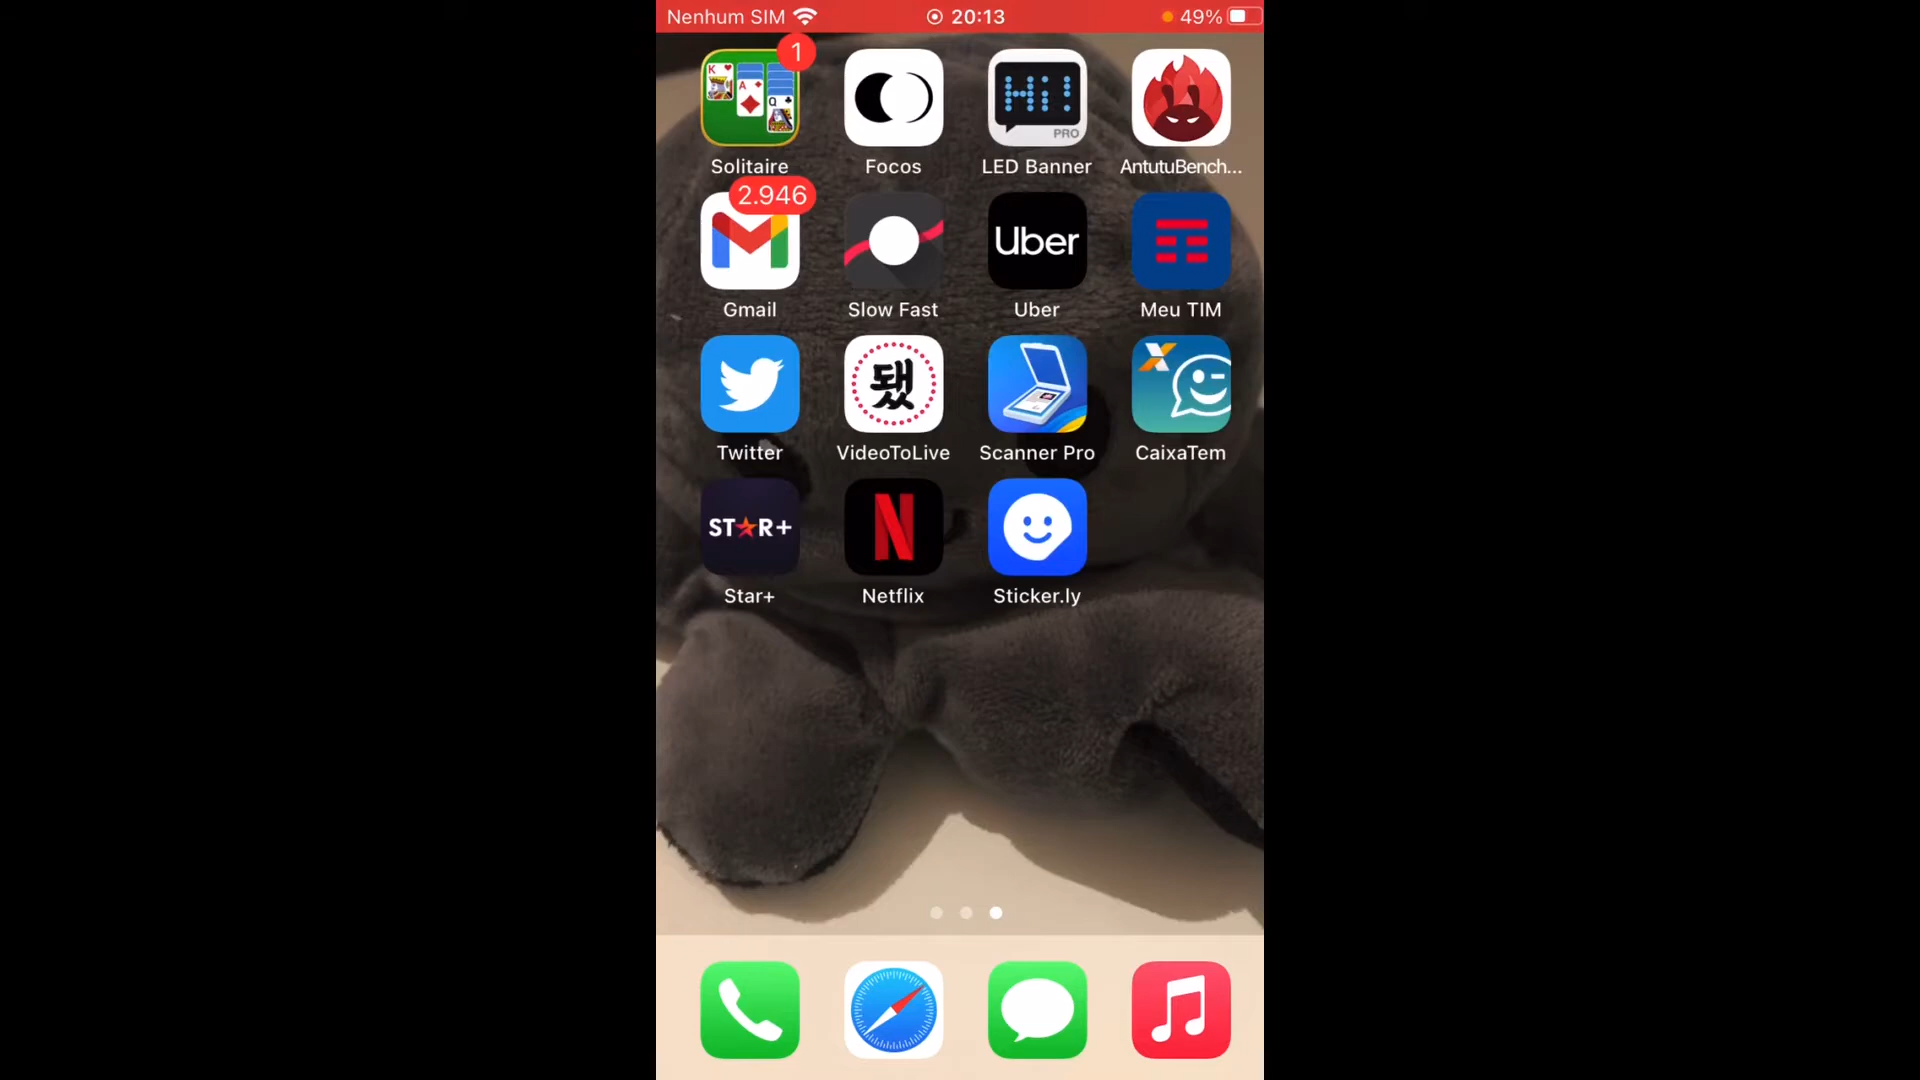 Nenhum SIM 20:13 49%
1
K A Q
Hi!
PRO
Solitaire Focos LED Banner AntutuBench...
2.946
Uber
Gmail Slow Fast Uber Meu TIM
됐
X
Twitter VideoToLive Scanner Pro CaixaTem
ST★R+ N
Star+ Netflix Sticker.ly